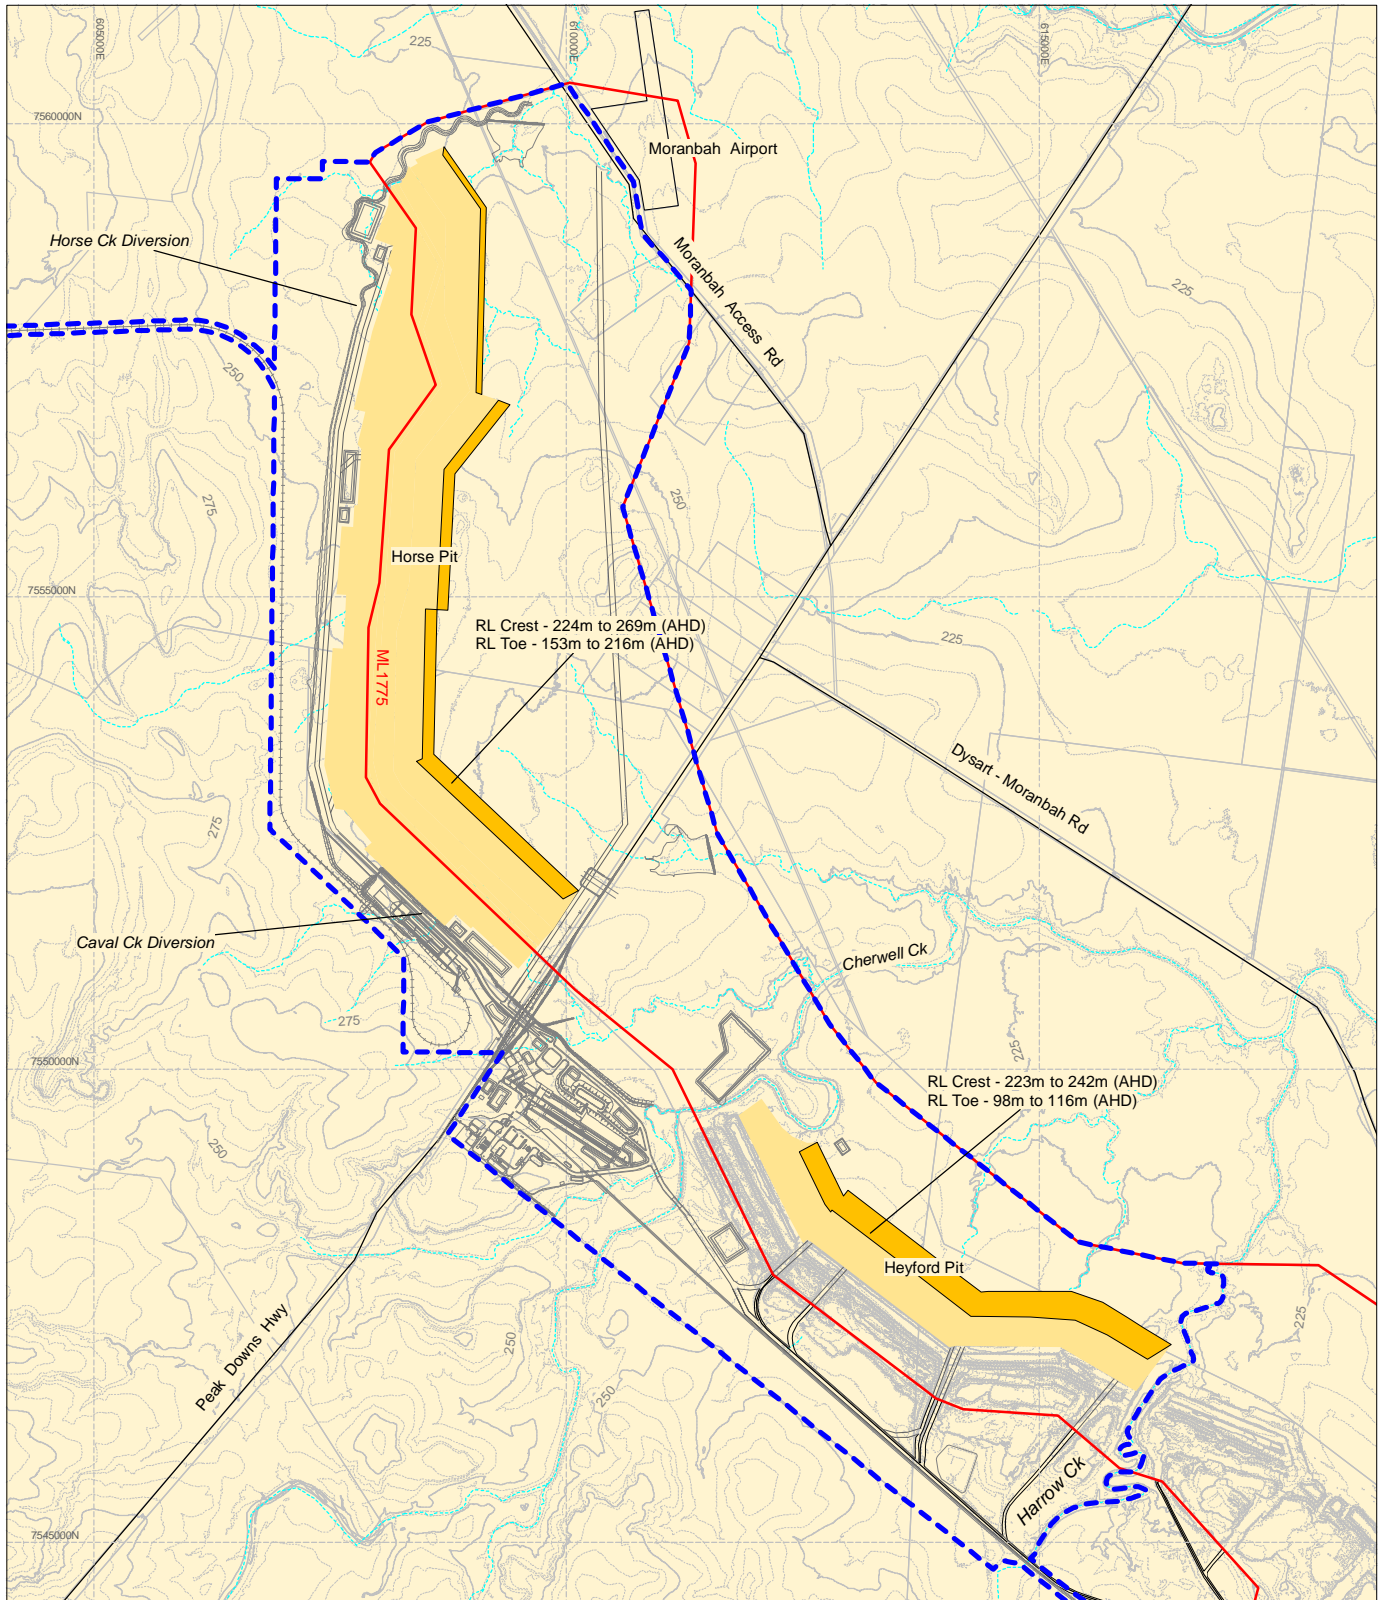 605000E
610000E
615000E
225
7560000N
Moranbah Airport
Horse Ck Diversion
Moranbah Access Rd
225
250
275
250
Horse Pit
7555000N
RL Crest - 224m to 269m (AHD)
RL Toe - 153m to 216m (AHD)
225
ML1775
Dysart - Moranbah Rd
275
Caval Ck Diversion
Cherwell Ck
275
225
7550000N
RL Crest - 223m to 242m (AHD)
RL Toe - 98m to 116m (AHD)
250
Heyford Pit
225
250
Peak Downs Hwy
250
Harrow Ck
7545000N